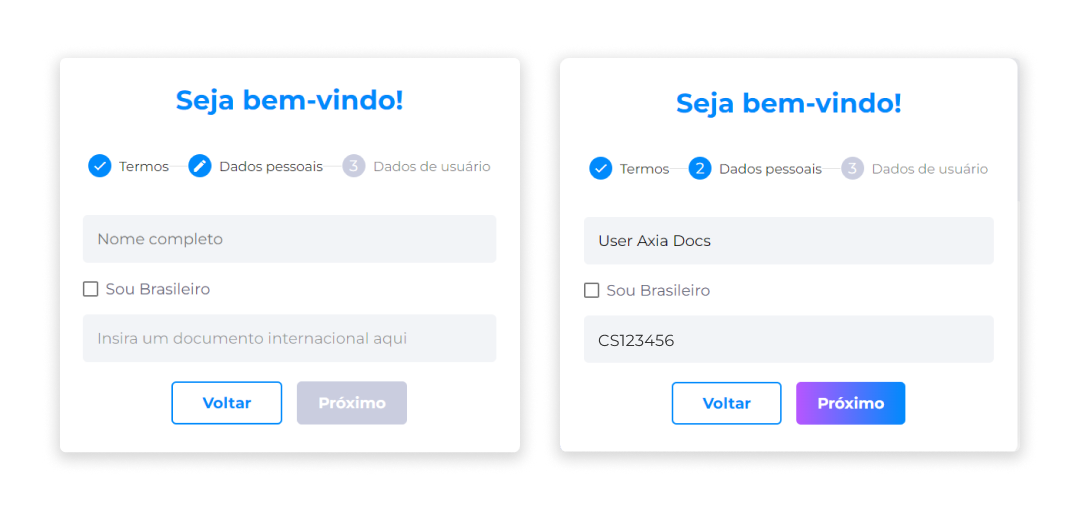 Seja bem-vindo!
Termos Dados pessoais 3 Dados de usuário
Nome completo
Sou Brasileiro
Insira um documento internacional aqui
Voltar Próximo
Seja bem-vindo!
Termos 2 Dados pessoais 3 Dados de usuário
User Axia Docs
Sou Brasileiro
CS123456
Voltar Próximo